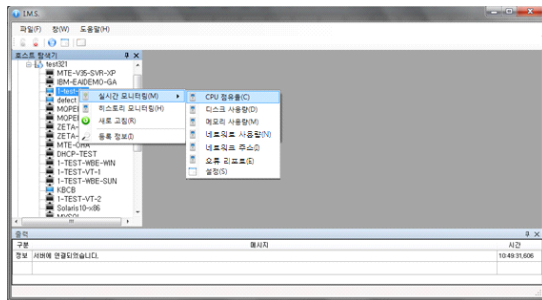 I.M.S
파일(F) 창(W) 도움말(H)
호스트 탐색기
test321
MTE-V35-SVR-XP
IBM-EAIDEMO-GA
1-test-
defect
MOPE
MOPE
ZETA-
ZETA-
MTE-ORA
DHCP-TEST
1-TEST-WBE-WIN
1-TEST-VT-1
1-TEST-WBE-SUN
KBCB
1-TEST-VT-2
Solaris10-x86
MYSQL
실시간 모니터링(M)
히스토리 모니터링(H)
새로 고침(R)
등록 정보(I)
CPU 점유율(C)
디스크 사용량(D)
메모리 사용량(M)
네트워크 사용량(N)
네트워크 주소(I)
오류 리포트(E)
설정(S)
출력
구분 메시지 시간
정보 서버에 연결되었습니다. 10:49:31,606